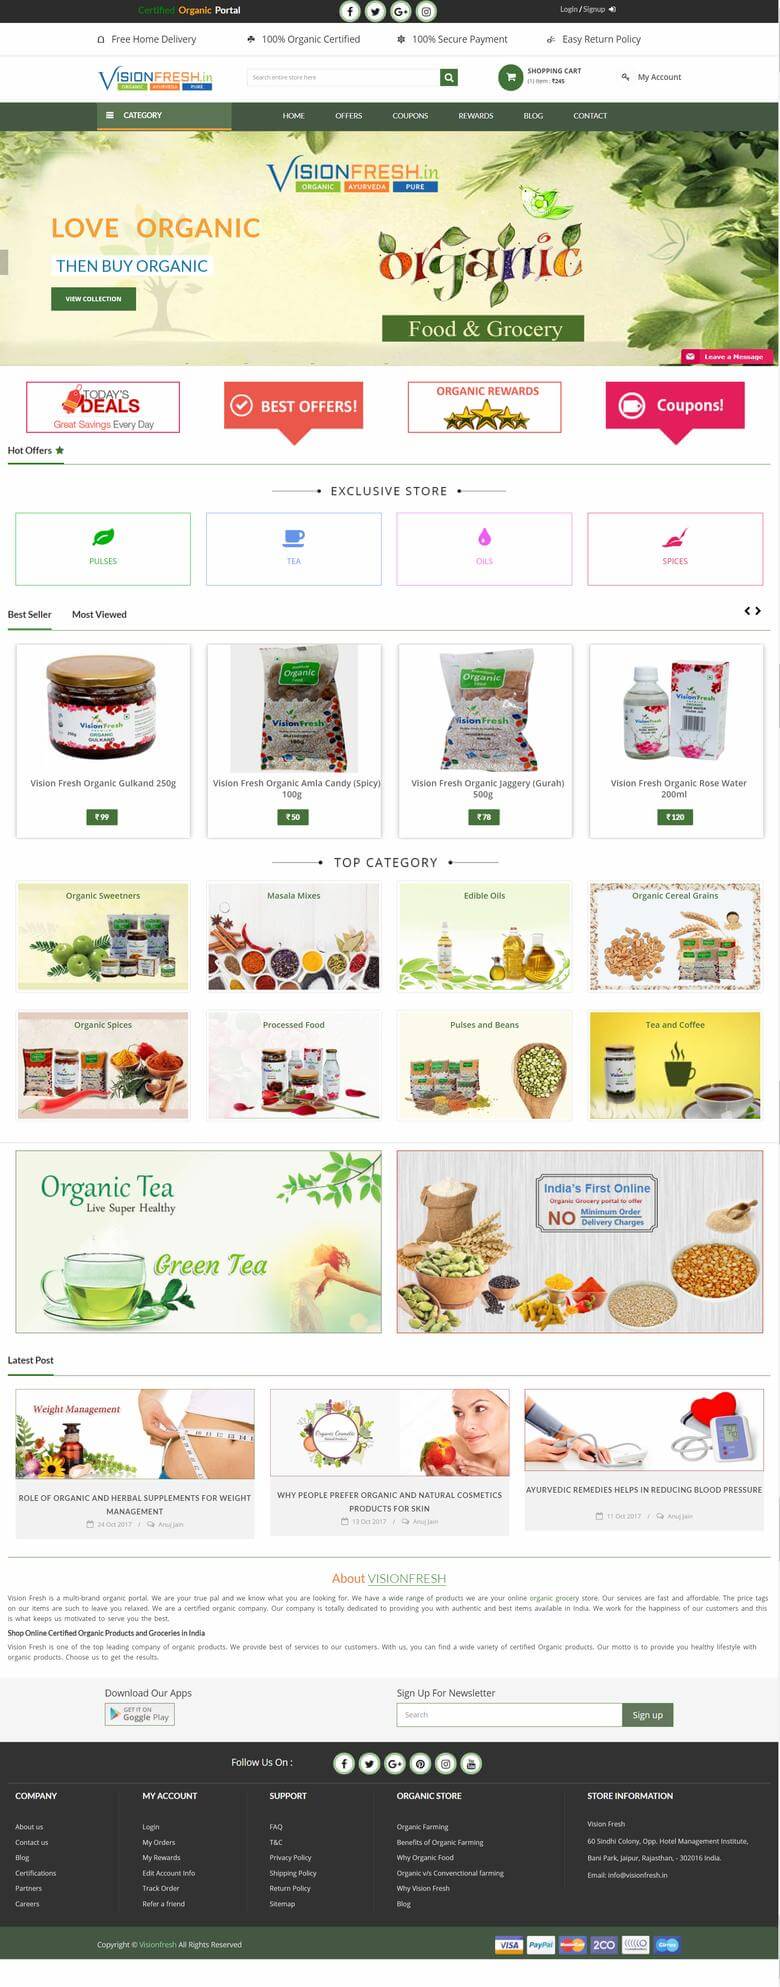 Certified Organic Portal
Login / Signup
Free Home Delivery
100% Organic Certified
100% Secure Payment
Easy Return Policy
VISIONFRESH.in
ORGANIC AYURVEDA PURE
Search entire store here
SHOPPING CART
(1) item : ₹245
My Account
CATEGORY
HOME
OFFERS
COUPONS
REWARDS
BLOG
CONTACT
VISIONFRESH.in
ORGANIC AYURVEDA PURE
LOVE ORGANIC
THEN BUY ORGANIC
VIEW COLLECTION
organic
Food & Grocery
Leave a Message
TODAY'S
DEALS
Great Savings Every Day
BEST OFFERS!
ORGANIC REWARDS
Coupons!
Hot Offers
EXCLUSIVE STORE
PULSES
TEA
OILS
SPICES
Best Seller
Most Viewed
Vision Fresh
ORGANIC
GULKAND
Organic
Vision Fresh
Organic
Vision Fresh
Vision Fresh
Vision Fresh Organic Gulkand 250g
₹ 99
Vision Fresh Organic Amla Candy (Spicy)
100g
₹ 50
Vision Fresh Organic Jaggery (Gurah)
500g
₹ 78
Vision Fresh Organic Rose Water
200ml
₹ 120
TOP CATEGORY
Organic Sweetners
Masala Mixes
Edible Oils
Organic Cereal Grains
Organic Spices
Processed Food
Pulses and Beans
Tea and Coffee
Organic Tea
Live Super Healthy
Green Tea
India's First Online
Organic Grocery portal to offer
NO Minimum Order
Delivery Charges
Latest Post
Weight Management
Organic Cosmetic
ROLE OF ORGANIC AND HERBAL SUPPLEMENTS FOR WEIGHT
MANAGEMENT
24 Oct 2017 / Anuj Jain
WHY PEOPLE PREFER ORGANIC AND NATURAL COSMETICS
PRODUCTS FOR SKIN
13 Oct 2017 / Anuj Jain
AYURVEDIC REMEDIES HELPS IN REDUCING BLOOD PRESSURE
11 Oct 2017 / Anuj Jain
About VISIONFRESH
Vision Fresh is a multi-brand organic portal. We are your true pal and we know what you are looking for. We have a wide range of products we are your online organic grocery store. Our services are fast and affordable. The price tags
on our items are such to leave you relaxed. We are a certified organic company. Our company is totally dedicated to providing you with authentic and best items available in India. We work for the happiness of our customers and this
is what keeps us motivated to serve you the best.
Shop Online Certified Organic Products and Groceries in India
Vision Fresh is one of the top leading company of organic products. We provide best of services to our customers. With us, you can find a wide variety of certified Organic products. Our motto is to provide you healthy lifestyle with
organic products. Choose us to get the results.
Download Our Apps
GET IT ON
Goggle Play
Sign Up For Newsletter
Search
Sign up
Follow Us On :
COMPANY
About us
Contact us
Blog
Certifications
Partners
Careers
MY ACCOUNT
Login
My Orders
My Rewards
Edit Account Info
Track Order
Refer a friend
SUPPORT
FAQ
T&C
Privacy Policy
Shipping Policy
Return Policy
Sitemap
ORGANIC STORE
Organic Farming
Benefits of Organic Farming
Why Organic Food
Organic v/s Convenctional farming
Why Vision Fresh
Blog
STORE INFORMATION
Vision Fresh
60 Sindhi Colony, Opp. Hotel Management Institute,
Bani Park, Jaipur, Rajasthan, - 302016 India.
Email: info@visionfresh.in
Copyright © Visionfresh All Rights Reserved
VISA
PayPal
MasterCard
2CO
Cirrus